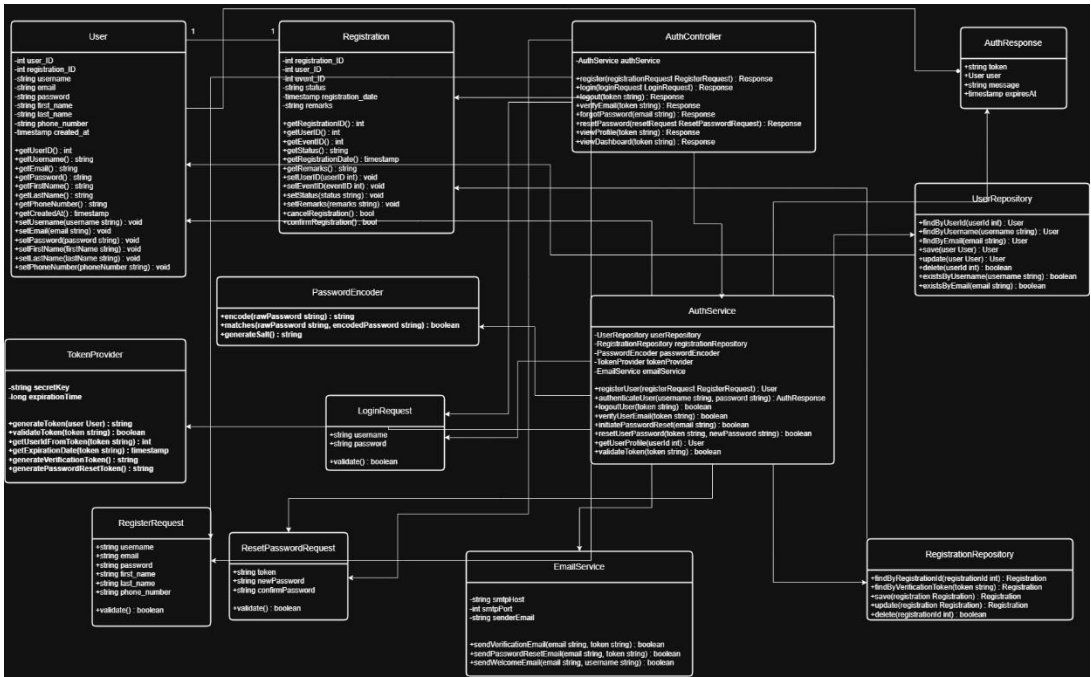 User
-int user_ID
-int registration_ID
-string username
-string email
-string password
-string first_name
-string last_name
-string phone_number
-timestamp created_at
+getUserID() : int
+getUsername() : string
+getEmail() : string
+getPassword() : string
+getFirstName() : string
+getLastName() : string
+getPhoneNumber() : string
+getCreatedAt() : timestamp
+setUsername(username string) : void
+setEmail(email string) : void
+setPassword(password string) : void
+setFirstName(firstName string) : void
+setLastName(lastName string) : void
+setPhoneNumber(phoneNumber string) : void
1
1
Registration
-int registration_ID
-int user_ID
-int event_ID
-string status
-timestamp registration_date
-string remarks
+getRegistrationID() : int
+getUserID() : int
+getEventID() : int
+getStatus() : string
+getRegistrationDate() : timestamp
+getRemarks() : string
+setUserID(userID int) : void
+setEventID(eventID int) : void
+setStatus(status string) : void
+setRemarks(remarks string) : void
+cancelRegistration() : bool
+confirmRegistration() : bool
AuthController
-AuthService authService
+register(registrationRequest RegisterRequest) : Response
+login(loginRequest LoginRequest) : Response
+logout(token string) : Response
+verifyEmail(token string) : Response
+forgotPassword(email string) : Response
+resetPassword(resetRequest ResetPasswordRequest) : Response
+viewProfile(token string) : Response
+viewDashboard(token string) : Response
AuthResponse
+string token
+User user
+string message
+timestamp expiresAt
UserRepository
+findByUserId(userId int) : User
+findByUsername(username string) : User
+findByEmail(email string) : User
+save(user User) : User
+update(user User) : User
+delete(userId int) : boolean
+existsByUsername(username string) : boolean
+existsByEmail(email string) : boolean
PasswordEncoder
+encode(rawPassword string) : string
+matches(rawPassword string, encodedPassword string) : boolean
+generateSalt() : string
AuthService
-UserRepository userRepository
-RegistrationRepository registrationRepository
-PasswordEncoder passwordEncoder
-TokenProvider tokenProvider
-EmailService emailService
+registerUser(registerRequest RegisterRequest) : User
+authenticateUser(username string, password string) : AuthResponse
+logoutUser(token string) : boolean
+verifyUserEmail(token string) : boolean
+initiatePasswordReset(email string) : boolean
+resetUserPassword(token string, newPassword string) : boolean
+getUserProfile(userId int) : User
+validateToken(token string) : boolean
TokenProvider
-string secretKey
-long expirationTime
+generateToken(user User) : string
+validateToken(token string) : boolean
+getUserIdFromToken(token string) : int
+getExpirationDate(token string) : timestamp
+generateVerificationToken() : string
+generatePasswordResetToken() : string
LoginRequest
+string username
+string password
+validate() : boolean
RegisterRequest
+string username
+string email
+string password
+string first_name
+string last_name
+string phone_number
+validate() : boolean
ResetPasswordRequest
+string token
+string newPassword
+string confirmPassword
+validate() : boolean
EmailService
-string smtpHost
-int smtpPort
-string senderEmail
+sendVerificationEmail(email string, token string) : boolean
+sendPasswordResetEmail(email string, token string) : boolean
+sendWelcomeEmail(email string, username string) : boolean
RegistrationRepository
+findByRegistrationId(registrationId int) : Registration
+findByVerificationToken(token string) : Registration
+save(registration Registration) : Registration
+update(registration Registration) : Registration
+delete(registrationId int) : boolean